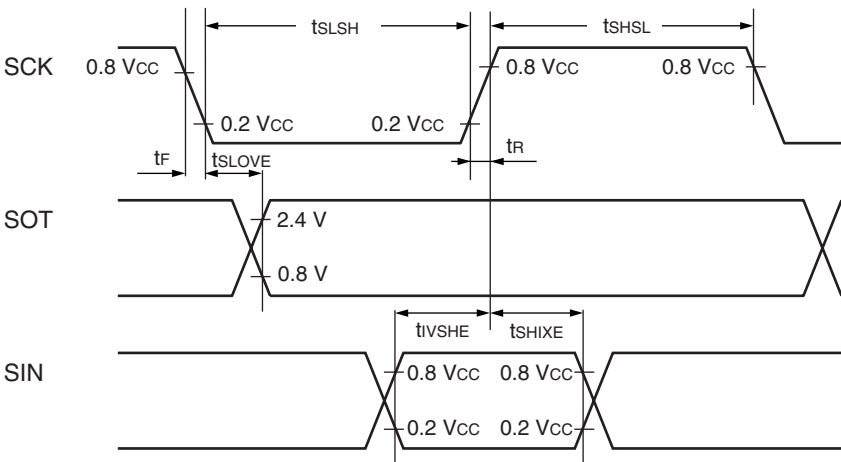 tSLSH tSHSL
SCK 0.8 VCC 0.8 VCC 0.8 VCC
0.2 VCC 0.2 VCC
tF tSLOVE tR
SOT 2.4 V
0.8 V
tIVSHE tSHIXE
SIN 0.8 VCC 0.8 VCC
0.2 VCC 0.2 VCC